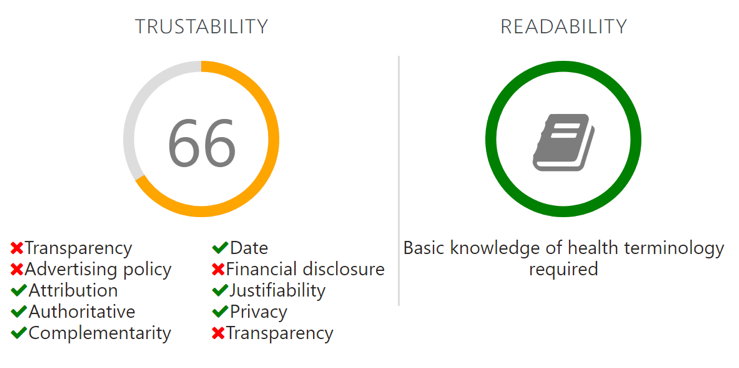 TRUSTABILITY
READABILITY
66
Transparency
Advertising policy
Attribution
Authoritative
Complementarity
Date
Financial disclosure
Justifiability
Privacy
Transparency
Basic knowledge of health terminology
required